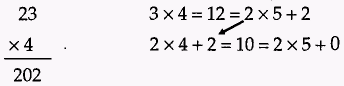 23 3 × 4 = 12 = 2 × 5 + 2
× 4 . 2 × 4 + 2 = 10 = 2 × 5 + 0
202